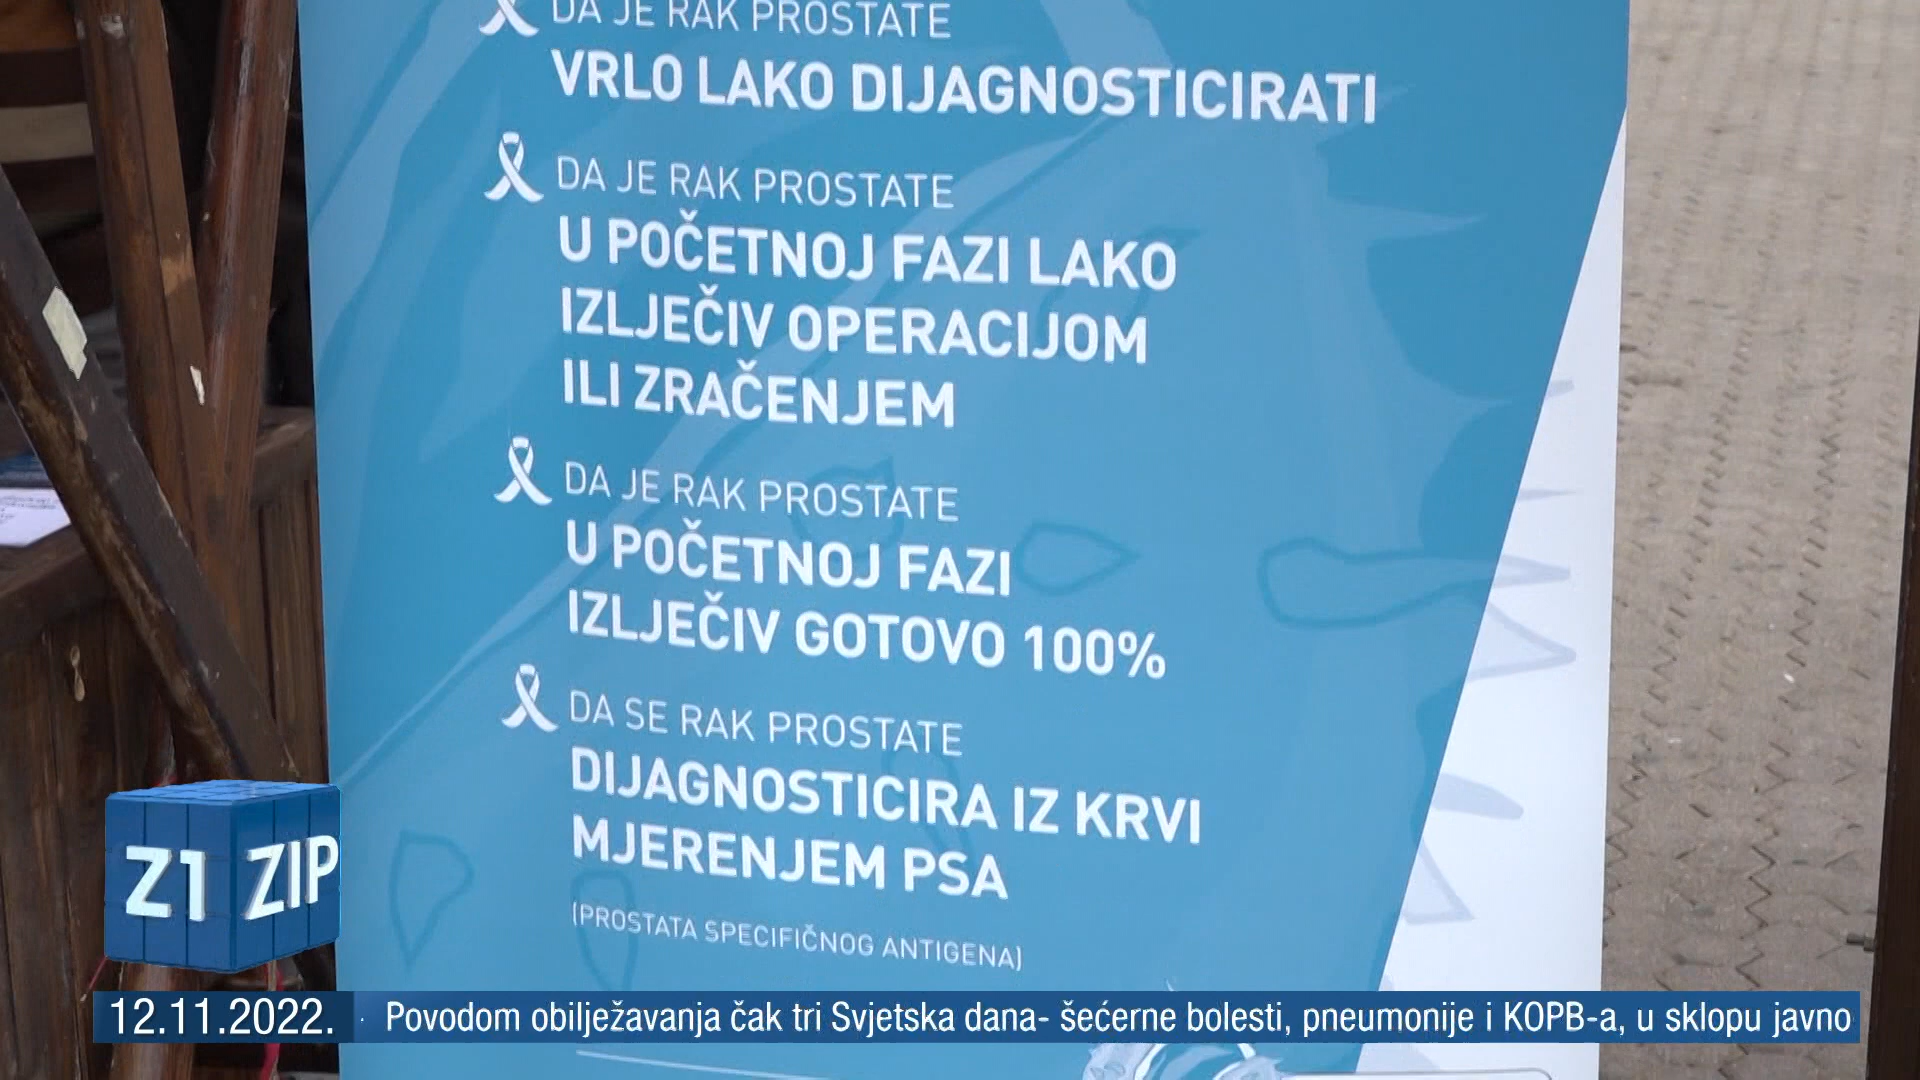 DA JE RAK PROSTATE
VRLO LAKO DIJAGNOSTICIRATI
DA JE RAK PROSTATE
U POČETNOJ FAZI LAKO
IZLJEČIV OPERACIJOM
ILI ZRAČENJEM
DA JE RAK PROSTATE
U POČETNOJ FAZI
IZLJEČIV GOTOVO 100%
DA SE RAK PROSTATE
DIJAGNOSTICIRA IZ KRVI
MJERENJEM PSA
(PROSTATA SPECIFIČNOG ANTIGENA)
Z1 ZIP
12.11.2022. · Povodom obilježavanja čak tri Svjetska dana- šećerne bolesti, pneumonije i KOPB-a, u sklopu javno